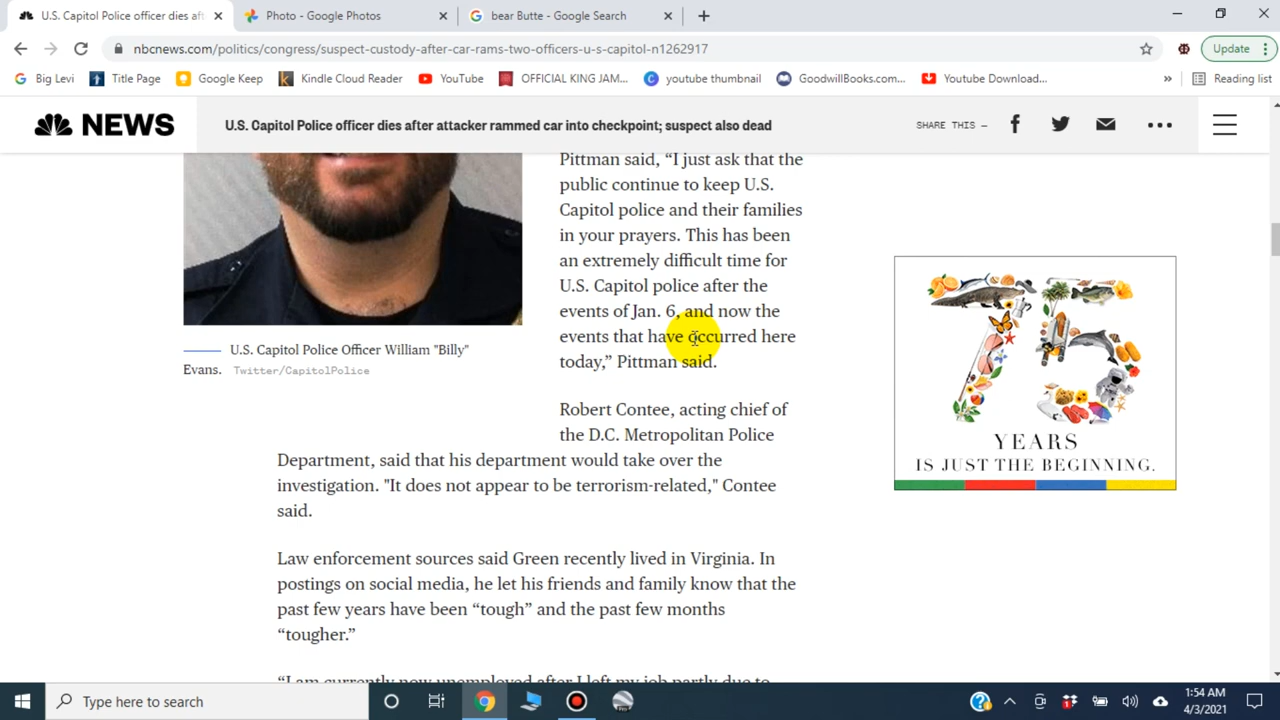 U.S. Capitol Police officer dies aft
Photo - Google Photos
bear Butte - Google Search
nbcnews.com/politics/congress/suspect-custody-after-car-rams-two-officers-u-s-capitol-n1262917
Update
Big Levi
Title Page
Google Keep
Kindle Cloud Reader
YouTube
OFFICIAL KING JAM...
youtube thumbnail
GoodwillBooks.com...
Youtube Download...
»
Reading list
NEWS
U.S. Capitol Police officer dies after attacker rammed car into checkpoint; suspect also dead
SHARE THIS —
Pittman said, “I just ask that the
public continue to keep U.S.
Capitol police and their families
in your prayers. This has been
an extremely difficult time for
U.S. Capitol police after the
events of Jan. 6, and now the
events that have occurred here
today,” Pittman said.
U.S. Capitol Police Officer William "Billy"
Evans. Twitter/CapitolPolice
Robert Contee, acting chief of
the D.C. Metropolitan Police
Department, said that his department would take over the
investigation. "It does not appear to be terrorism-related," Contee
said.
Law enforcement sources said Green recently lived in Virginia. In
postings on social media, he let his friends and family know that the
past few years have been “tough” and the past few months
“tougher.”
“I am currently now unemployed after I left my job partly due to
75
YEARS
IS JUST THE BEGINNING.
Type here to search
1:54 AM
4/3/2021